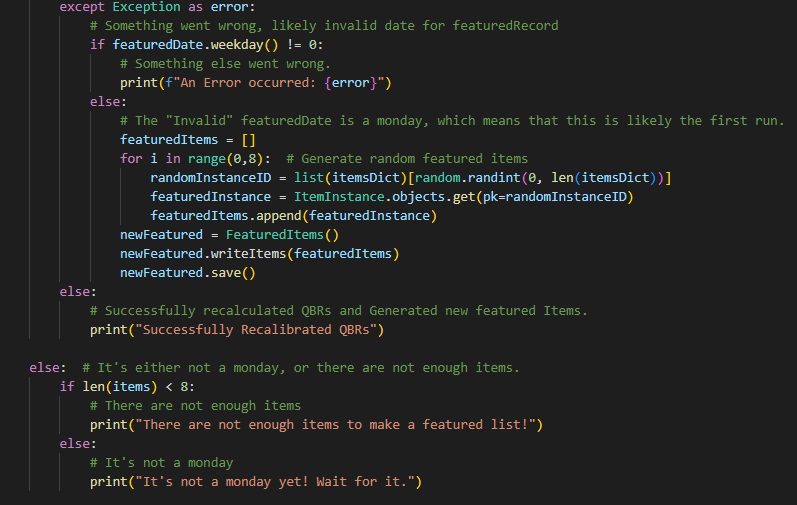 except Exception as error:
# Something went wrong, likely invalid date for featuredRecord
if featuredDate.weekday() != 0:
# Something else went wrong.
print(f"An Error occurred: {error}")
else:
# The "Invalid" featuredDate is a monday, which means that this is likely the first run.
featuredItems = []
for i in range(0,8):  # Generate random featured items
randomInstanceID = list(itemsDict)[random.randint(0, len(itemsDict))]
featuredInstance = ItemInstance.objects.get(pk=randomInstanceID)
featuredItems.append(featuredInstance)
newFeatured = FeaturedItems()
newFeatured.writeItems(featuredItems)
newFeatured.save()
else:
# Successfully recalculated QBRs and Generated new featured Items.
print("Successfully Recalibrated QBRs")
else:  # It's either not a monday, or there are not enough items.
if len(items) < 8:
# There are not enough items
print("There are not enough items to make a featured list!")
else:
# It's not a monday
print("It's not a monday yet! Wait for it.")